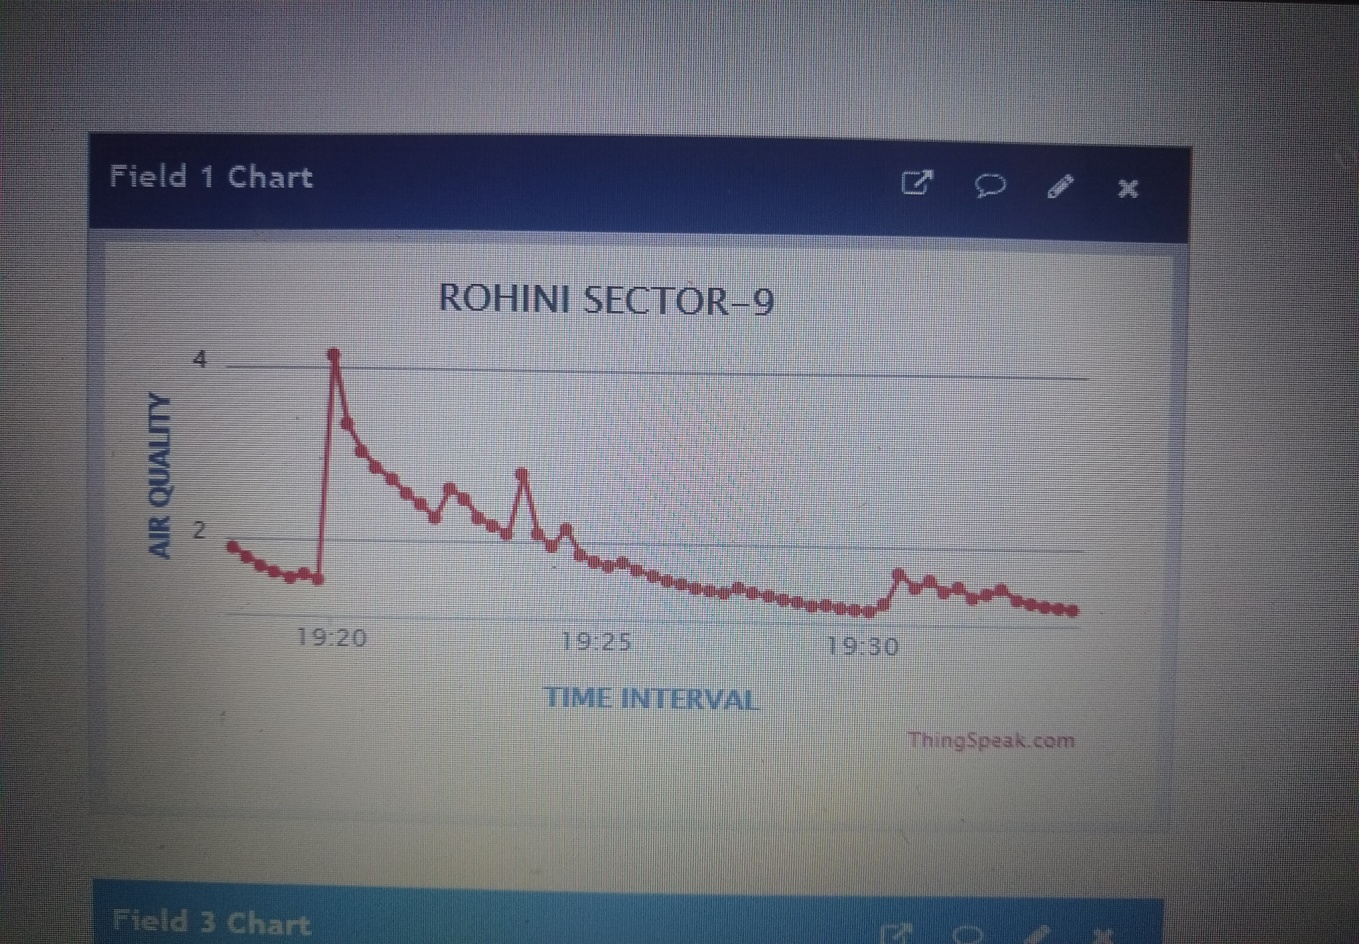 Field 1 Chart
ROHINI SECTOR-9
4
AIR QUALITY
2
19:20 19:25 19:30
TIME INTERVAL
ThingSpeak.com
Field 3 Chart